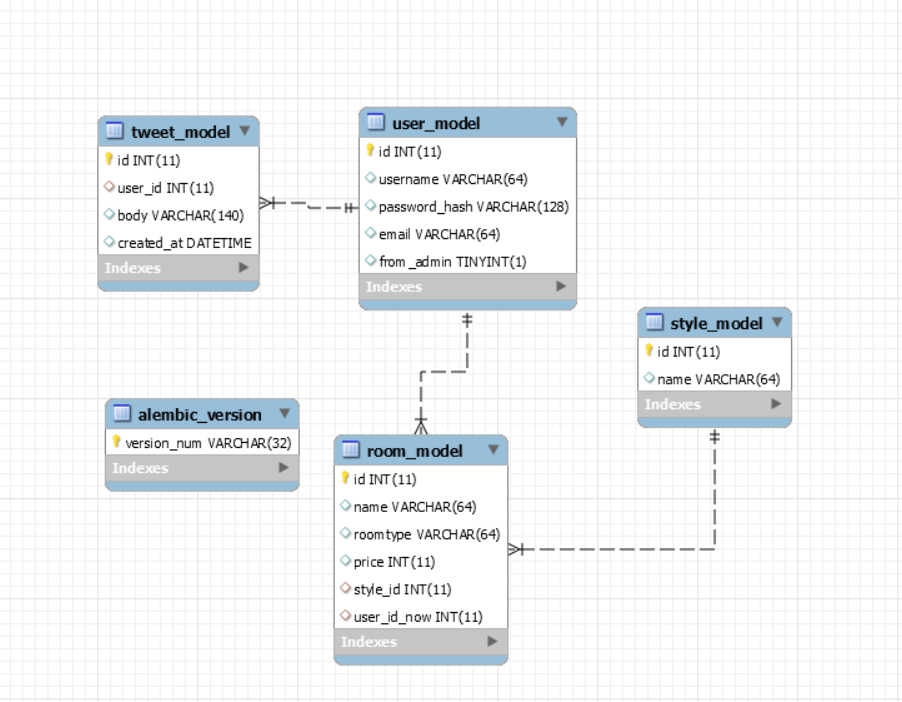 tweet_model
id INT(11)
user_id INT(11)
body VARCHAR(140)
created_at DATETIME
Indexes
user_model
id INT(11)
username VARCHAR(64)
password_hash VARCHAR(128)
email VARCHAR(64)
from _admin TINYINT(1)
Indexes
style_model
id INT(11)
name VARCHAR(64)
Indexes
alembic_version
version_num VARCHAR(32)
Indexes
room_model
id INT(11)
name VARCHAR(64)
roomtype VARCHAR(64)
price INT(11)
style_id INT(11)
user_id_now INT(11)
Indexes